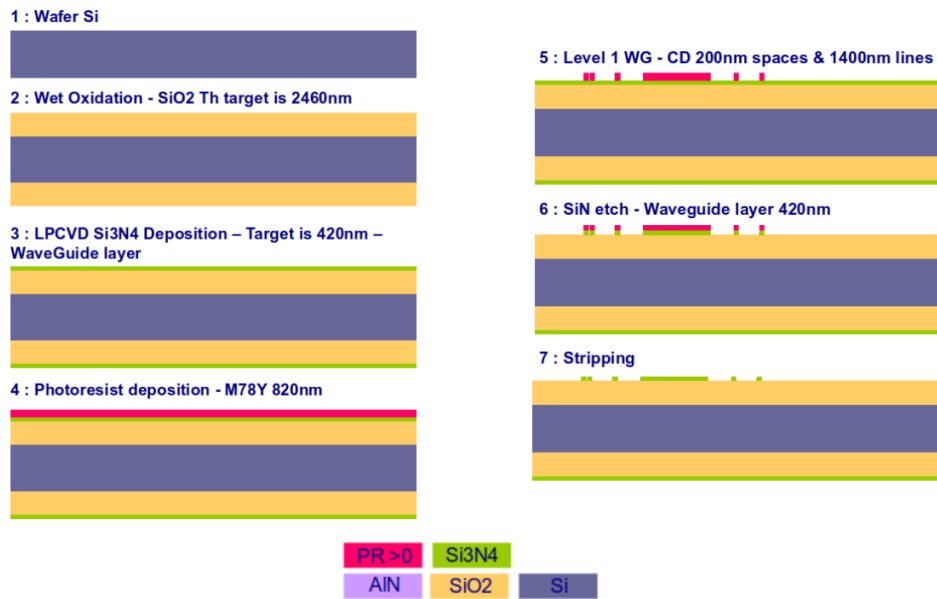 1 : Wafer Si
2 : Wet Oxidation - SiO2 Th target is 2460nm
3 : LPCVD Si3N4 Deposition – Target is 420nm –
WaveGuide layer
4 : Photoresist deposition - M78Y 820nm
5 : Level 1 WG - CD 200nm spaces & 1400nm lines
6 : SiN etch - Waveguide layer 420nm
7 : Stripping
PR >0 Si3N4
AlN SiO2 Si